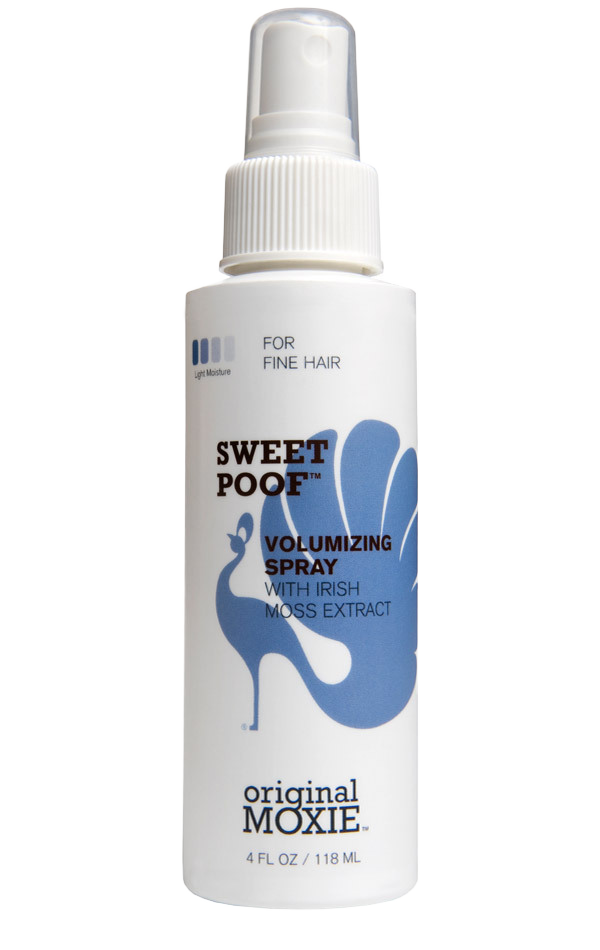 Light Moisture
FOR
FINE HAIR
SWEET
POOF™
VOLUMIZING
SPRAY
WITH IRISH
MOSS EXTRACT
®
original
MOXIE™
4 FL OZ / 118 ML